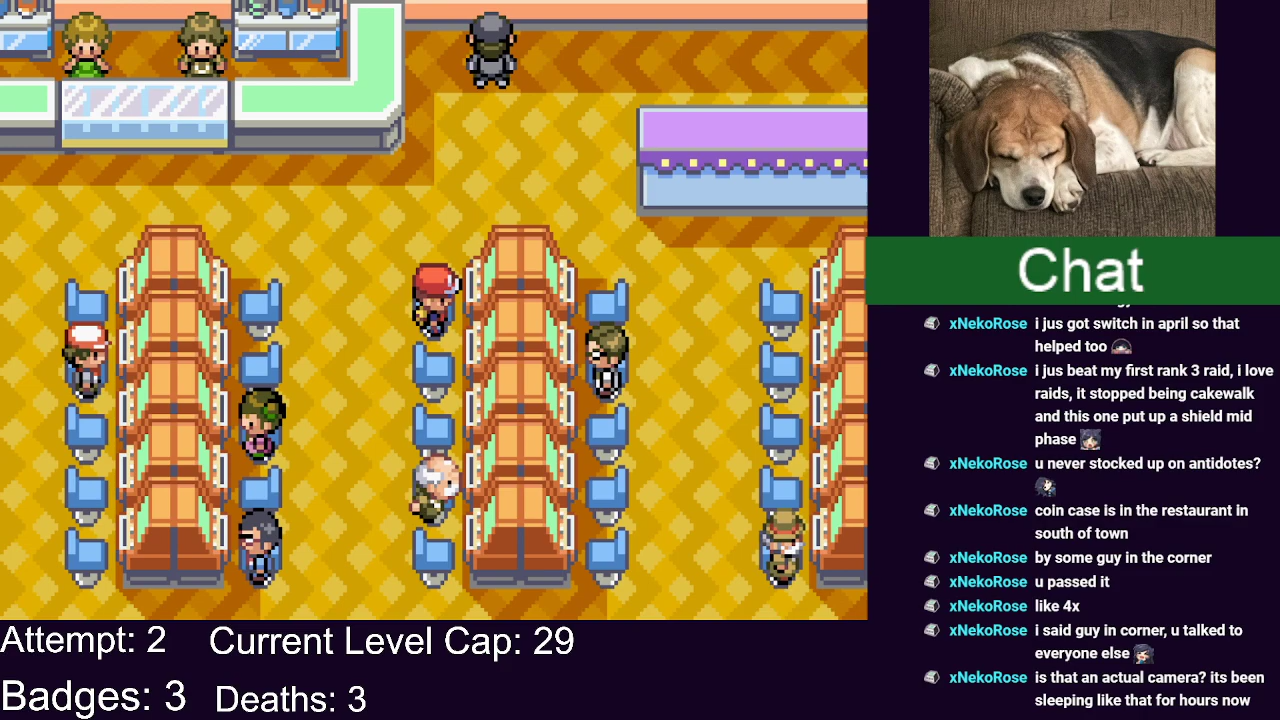 Chat
xNekoRose i jus got switch in april so that
helped too
xNekoRose i jus beat my first rank 3 raid, i love
raids, it stopped being cakewalk
and this one put up a shield mid
phase
xNekoRose u never stocked up on antidotes?
xNekoRose coin case is in the restaurant in
south of town
xNekoRose by some guy in the corner
xNekoRose u passed it
xNekoRose like 4x
xNekoRose i said guy in corner, u talked to
everyone else
xNekoRose is that an actual camera? its been
sleeping like that for hours now
Attempt: 2 Current Level Cap: 29
Badges: 3 Deaths: 3